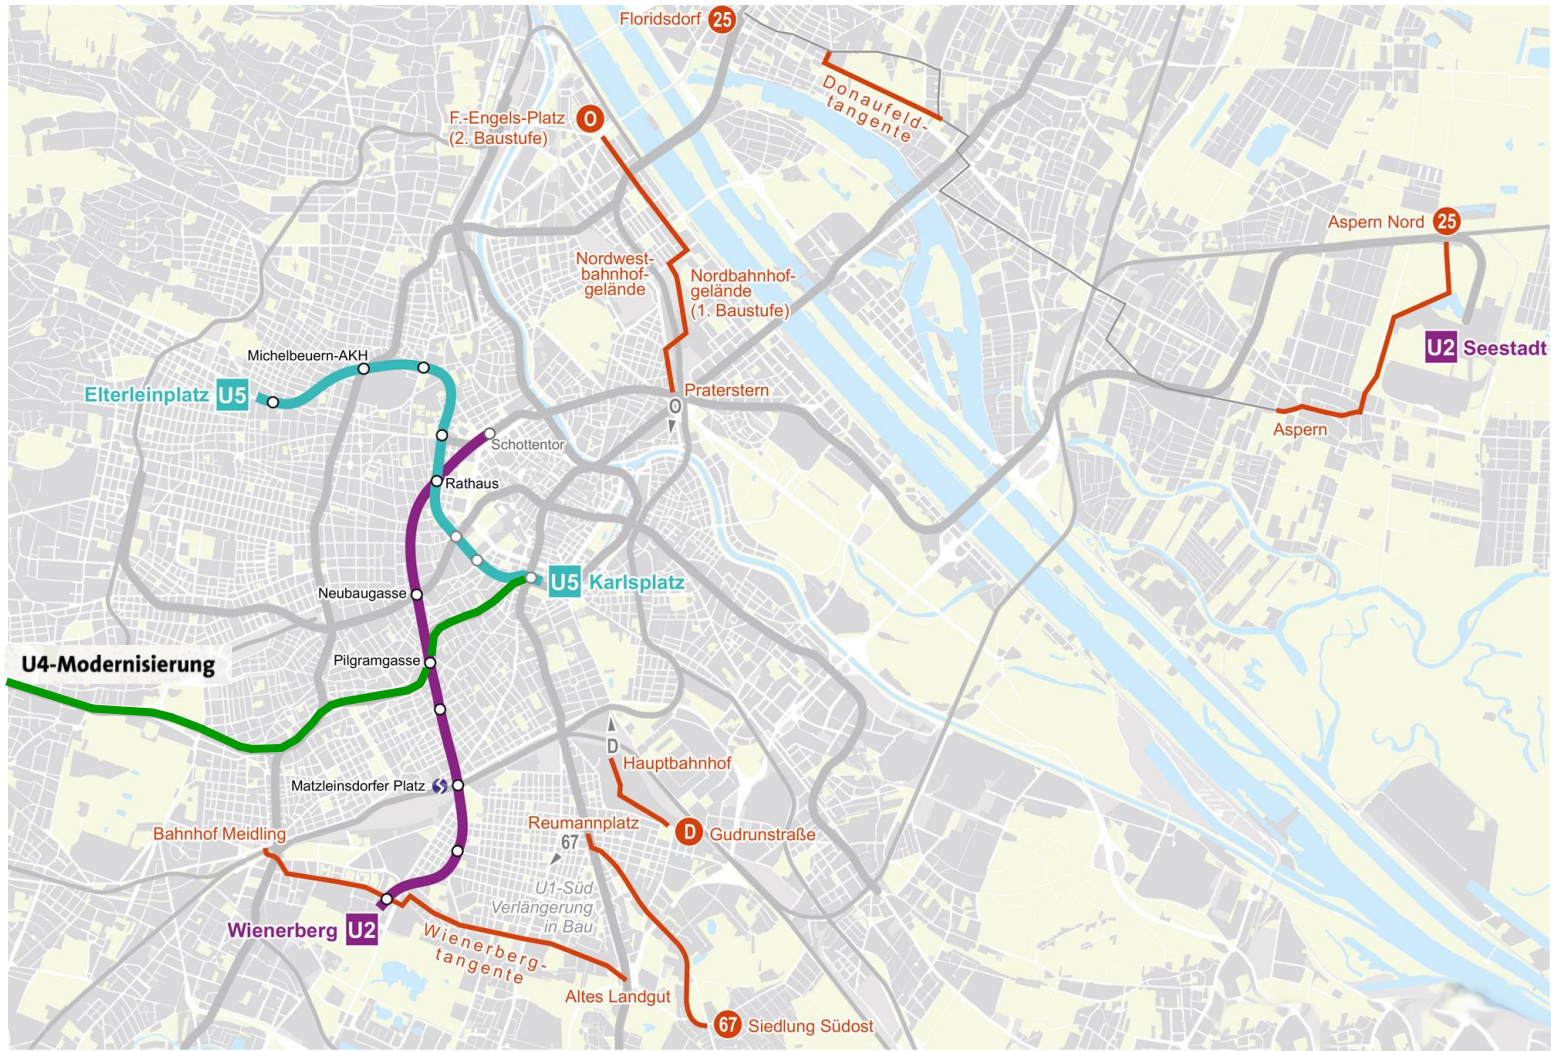 Floridsdorf 25
Donaufeld-
tangente
F.-Engels-Platz O
(2. Baustufe)
Aspern Nord 25
Nordwest-
bahnhof-
gelände
Nordbahnhof-
gelände
(1. Baustufe)
U2 Seestadt
Michelbeuern-AKH
Elterleinplatz U5
Praterstern
O
Aspern
Schottentor
Rathaus
U5 Karlsplatz
Neubaugasse
Pilgramgasse
U4-Modernisierung
D
Hauptbahnhof
Matzleinsdorfer Platz
Reumannplatz
D Gudrunstraße
Bahnhof Meidling
67
U1-Süd
Verlängerung
in Bau
Wienerberg U2
Wienerberg-
tangente
Altes Landgut
67 Siedlung Südost